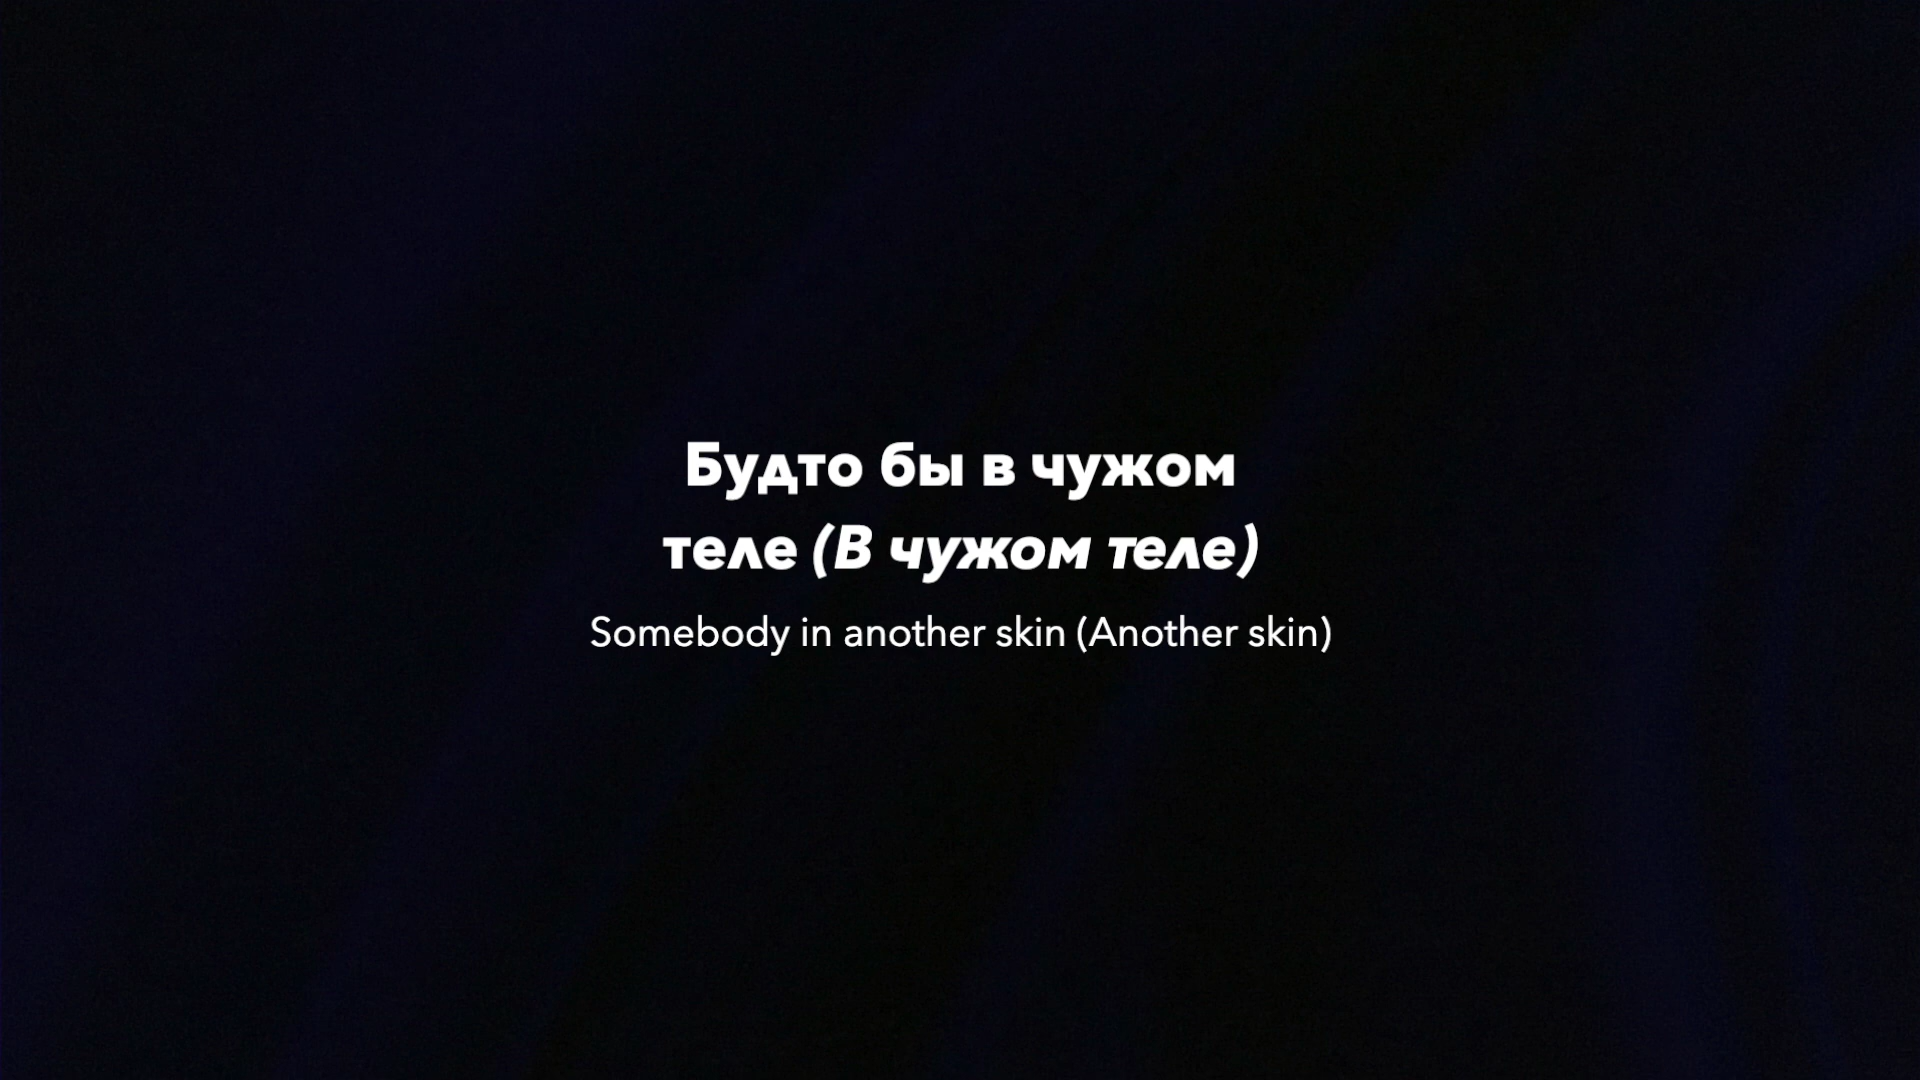 Будто бы в чужом
теле (В чужом теле)
Somebody in another skin (Another skin)